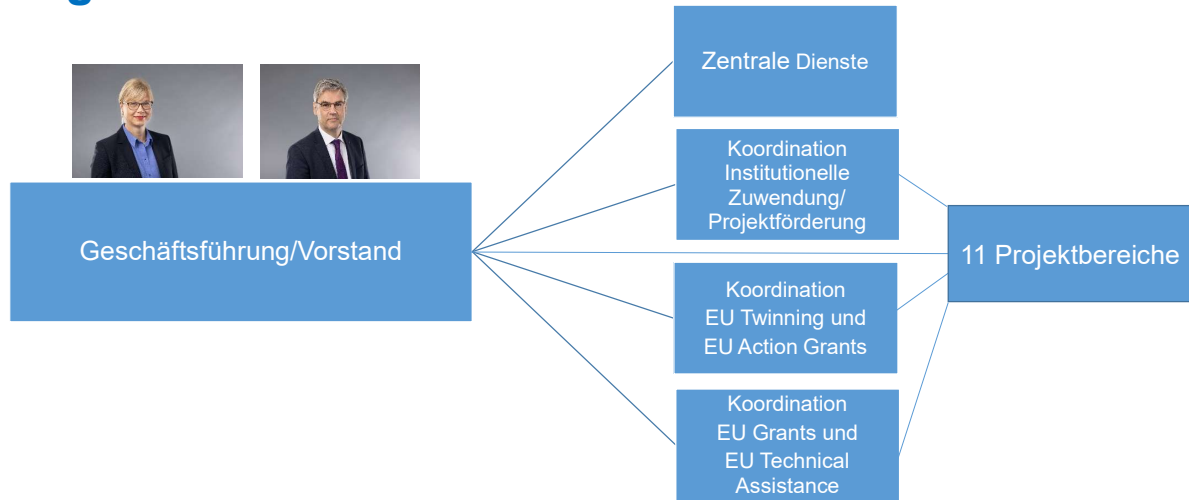 Geschäftsführung/Vorstand
Zentrale Dienste
Koordination
Institutionelle
Zuwendung/
Projektförderung
Koordination
EU Twinning und
EU Action Grants
Koordination
EU Grants und
EU Technical
Assistance
11 Projektbereiche